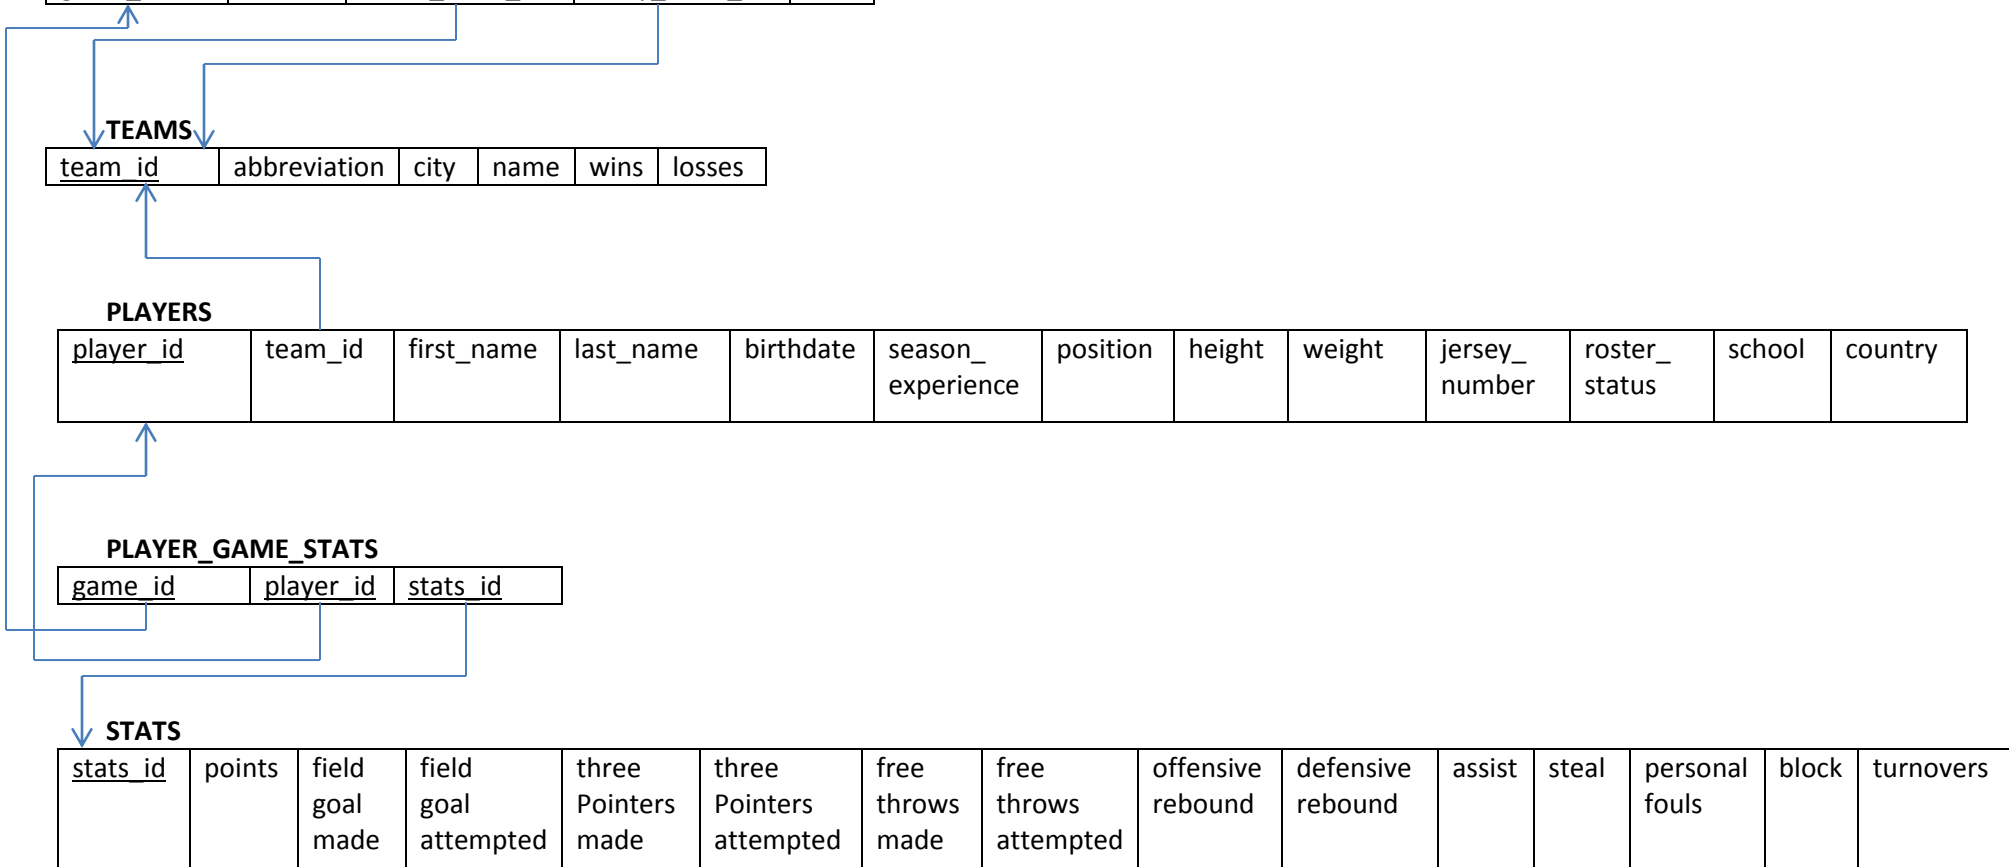 TEAMS
team_id abbreviation city name wins losses
PLAYERS
player_id team_id first_name last_name birthdate season_ position height weight jersey_ roster_ school country
experience number status
PLAYER_GAME_STATS
game_id player_id stats_id
STATS
stats_id points field field three three free free offensive defensive assist steal personal block turnovers
goal goal Pointers Pointers throws throws rebound rebound fouls
made attempted made attempted made attempted